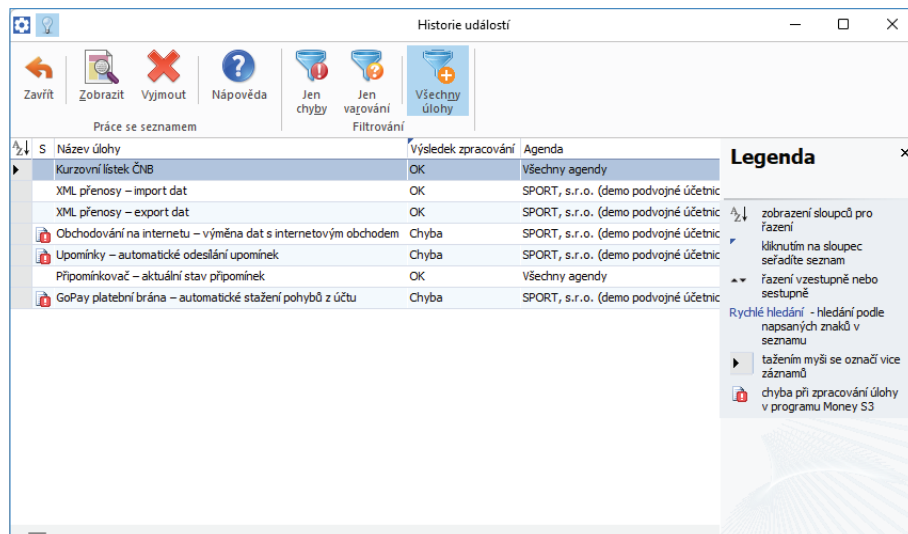 Historie událostí
Zavřít
Zobrazit
Vyjmout
Nápověda
Jen
chyby
Jen
varování
Všechny
úlohy
Práce se seznamem
Filtrování
S Název úlohy Výsledek zpracování Agenda
Kurzovní lístek ČNB OK Všechny agendy
XML přenosy – import dat OK SPORT, s.r.o. (demo podvojné účetnic
XML přenosy – export dat OK SPORT, s.r.o. (demo podvojné účetnic
Obchodování na internetu – výměna dat s internetovým obchodem Chyba SPORT, s.r.o. (demo podvojné účetnic
Upomínky – automatické odesílání upomínek Chyba SPORT, s.r.o. (demo podvojné účetnic
Připomínkovač – aktuální stav připomínek OK Všechny agendy
GoPay platební brána – automatické stažení pohybů z účtu Chyba SPORT, s.r.o. (demo podvojné účetnic
Legenda
zobrazení sloupců pro
řazení
kliknutím na sloupec
seřadíte seznam
řazení vzestupně nebo
sestupně
Rychlé hledání - hledání podle
napsaných znaků v
seznamu
tažením myši se označí vice
záznamů
chyba při zpracování úlohy
v programu Money S3